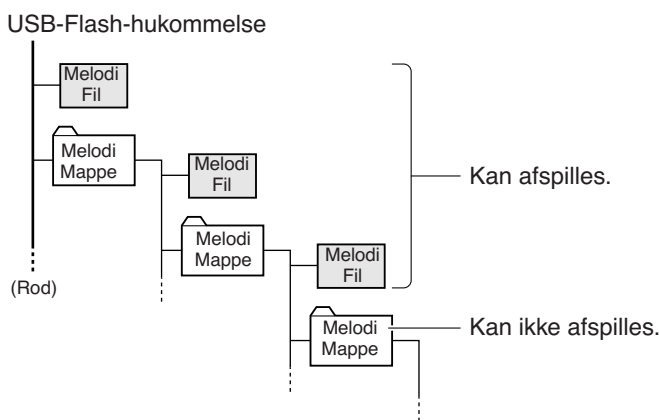 USB-Flash-hukommelse
Melodi
Fil
Melodi
Mappe
Melodi
Fil
Kan afspilles.
Melodi
Mappe
Melodi
Fil
(Rod)
Melodi
Mappe
Kan ikke afspilles.